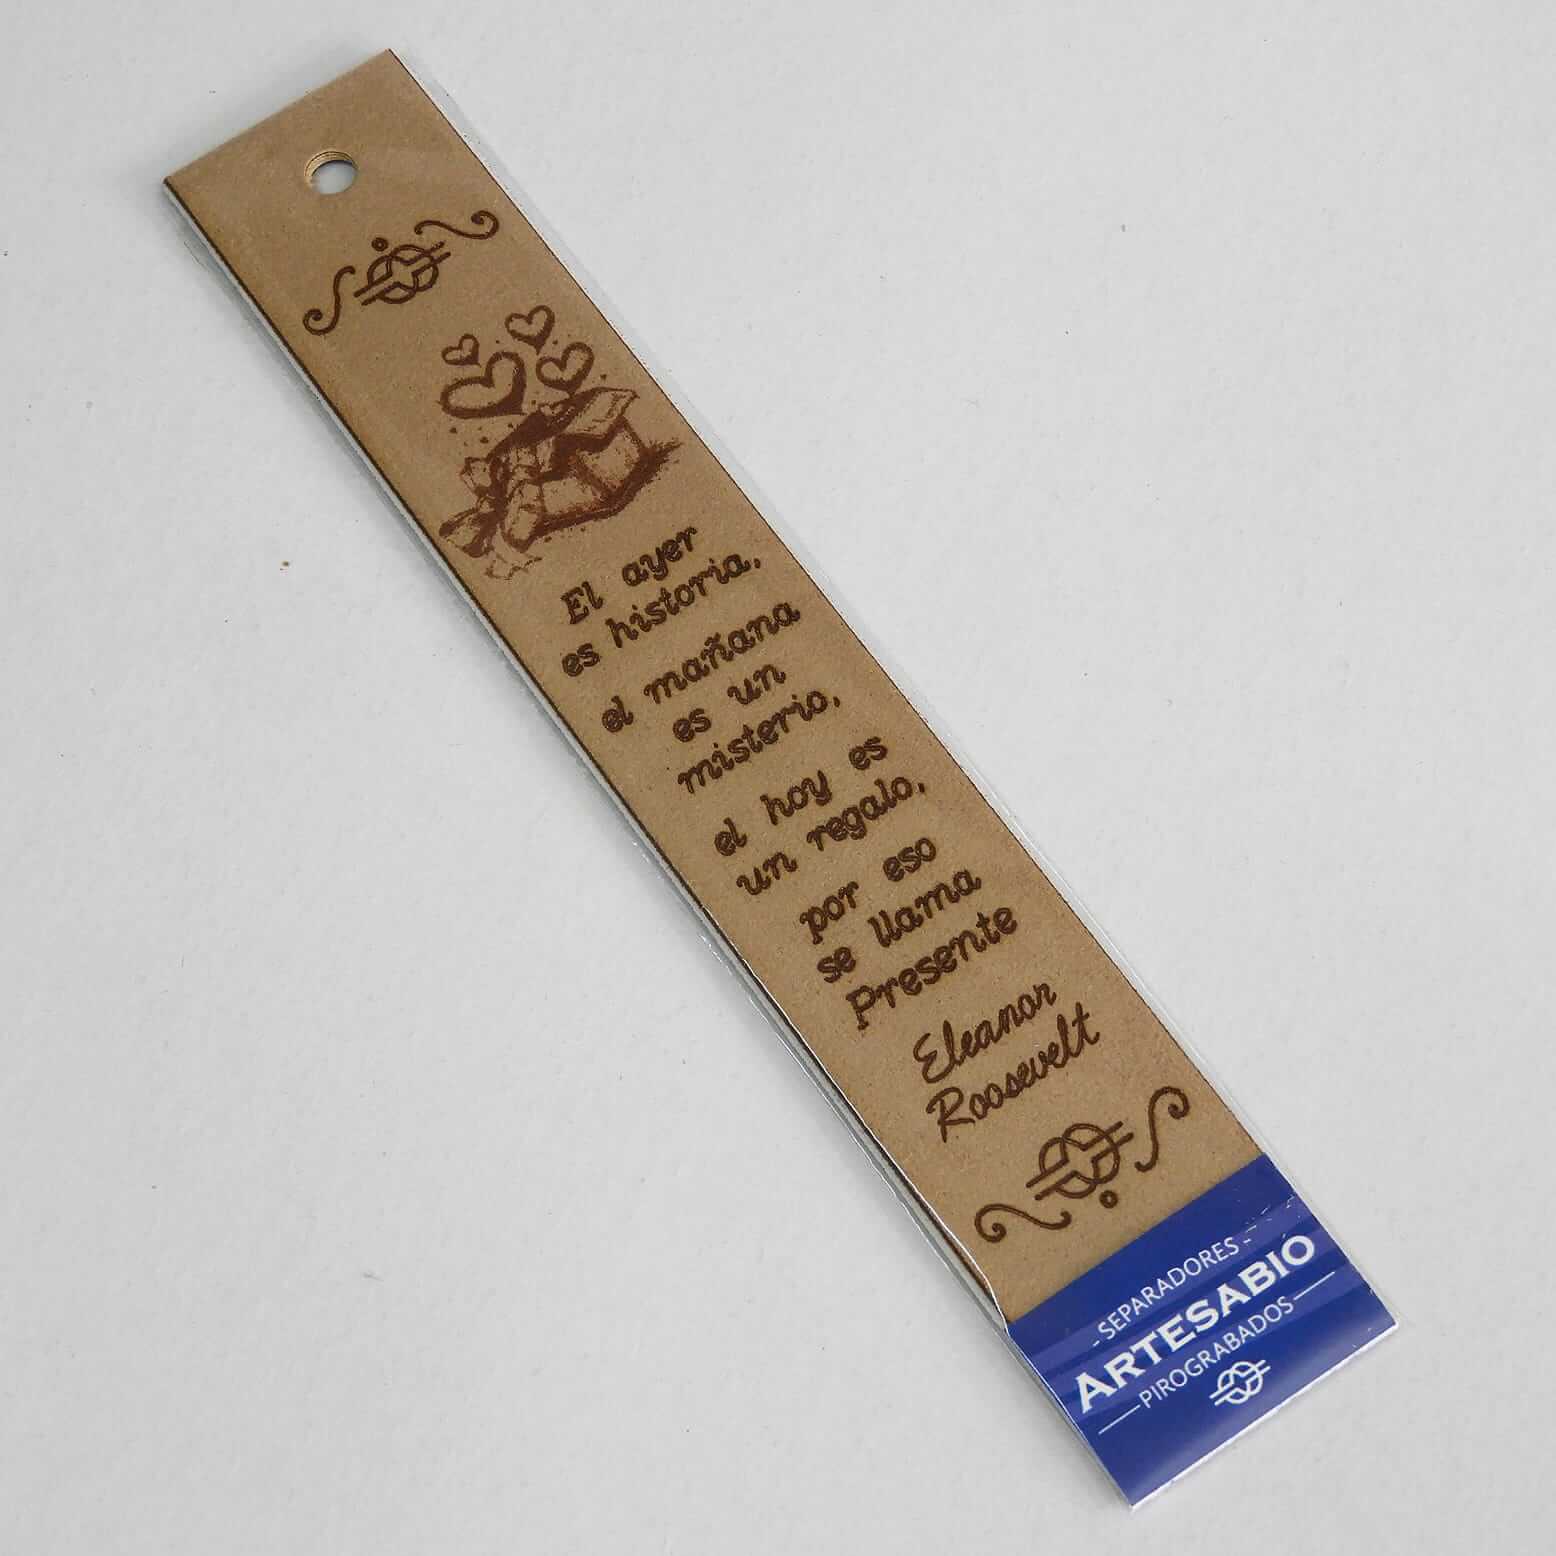 El ayer
es historia,
el mañana
es un
misterio,
el hoy es
un regalo,
por eso
se llama
Presente
Eleanor
Roosevelt
SEPARADORES
ARTESABIO
PIROGRABADOS